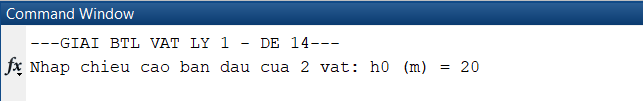 Command Window
---GIAI BTL VAT LY 1 - DE 14---
fx Nhap chieu cao ban dau cua 2 vat: h0 (m) = 20